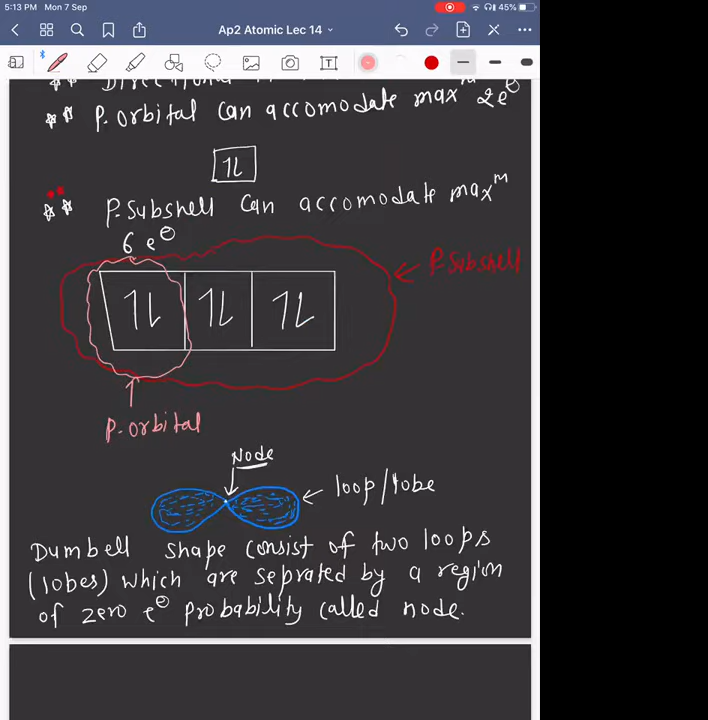 5:13 PM Mon 7 Sep
45%
Ap2 Atomic Lec 14
** P.orbital can accomodate max^m 2e^⊖
1L
** P.Subshell can accomodate max^m
6 e^⊖
P.Subshell
1L 1L 1L
P.orbital
Node
loop/lobe
Dumbell shape consist of two loops
(lobes) which are seprated by a region
of zero e^⊖ probability called node.